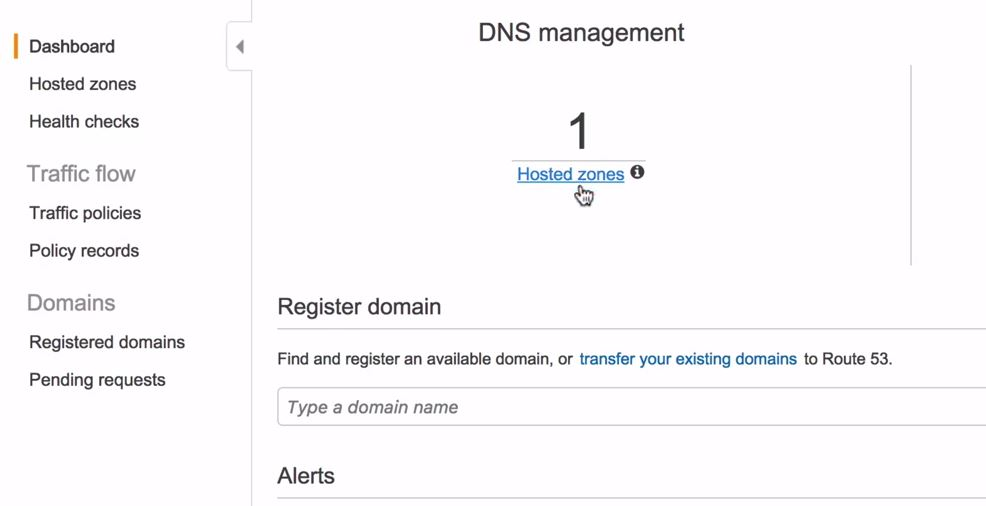 Dashboard
Hosted zones
Health checks
Traffic flow
Traffic policies
Policy records
Domains
Registered domains
Pending requests
DNS management
1
Hosted zones
Register domain
Find and register an available domain, or transfer your existing domains to Route 53.
Type a domain name
Alerts